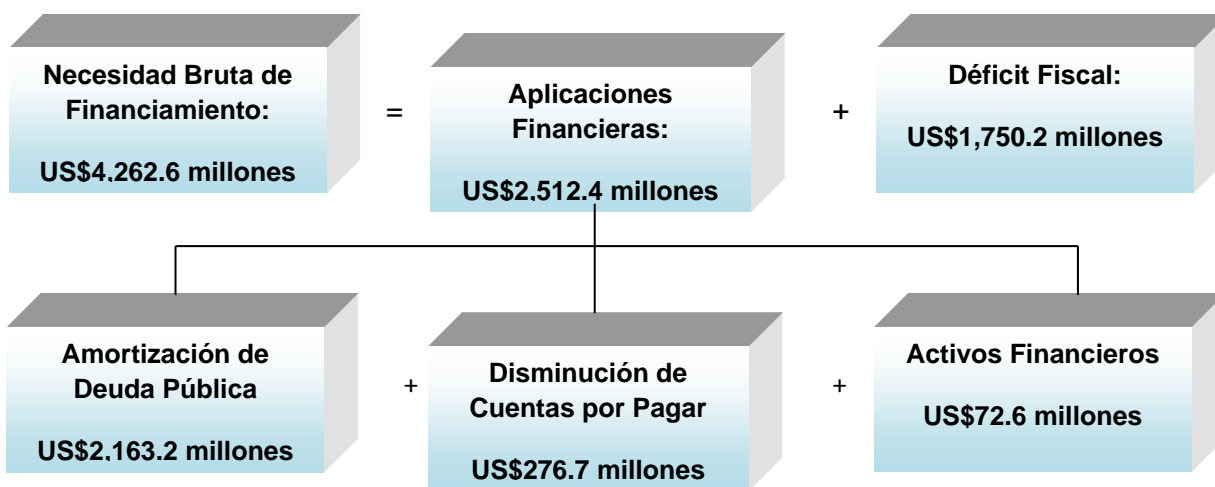 Necesidad Bruta de
Financiamiento:
US$4,262.6 millones
=
Aplicaciones
Financieras:
US$2,512.4 millones
+
Déficit Fiscal:
US$1,750.2 millones
Amortización de
Deuda Pública
US$2,163.2 millones
+
Disminución de
Cuentas por Pagar
US$276.7 millones
+
Activos Financieros
US$72.6 millones